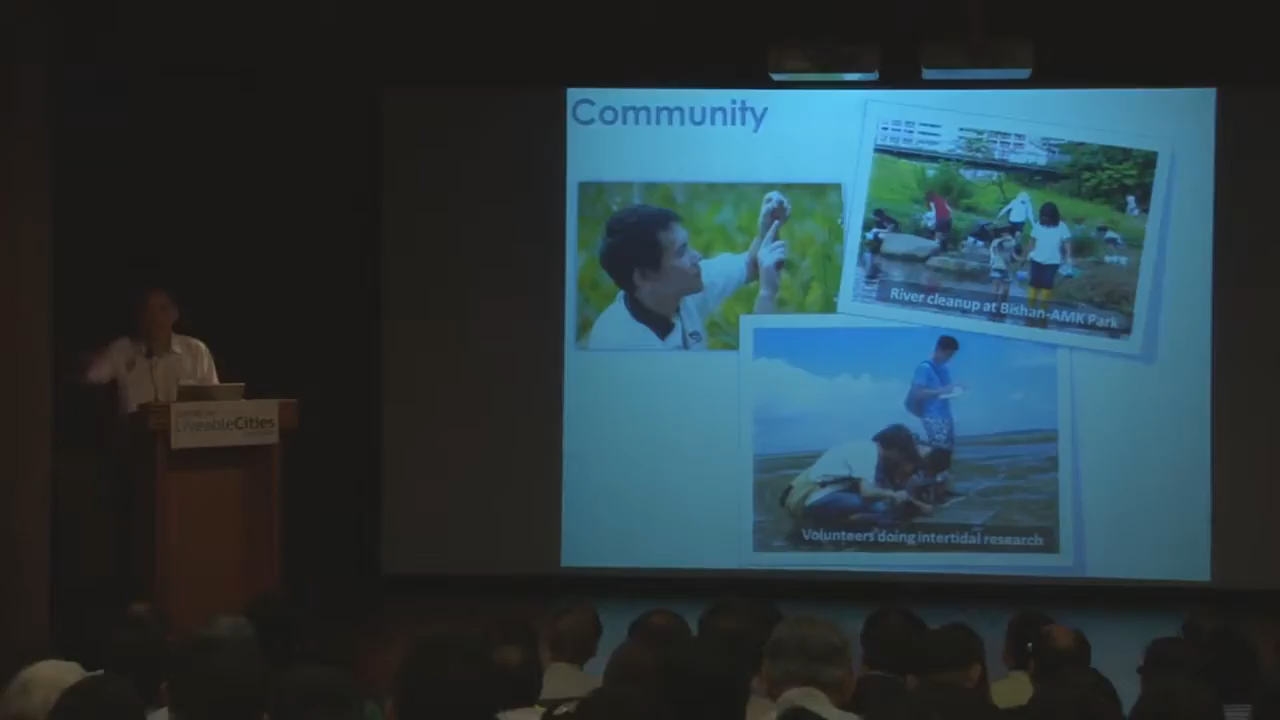 Community
River cleanup at Bishan-AMK Park
Volunteers doing intertidal research
LiveableCities